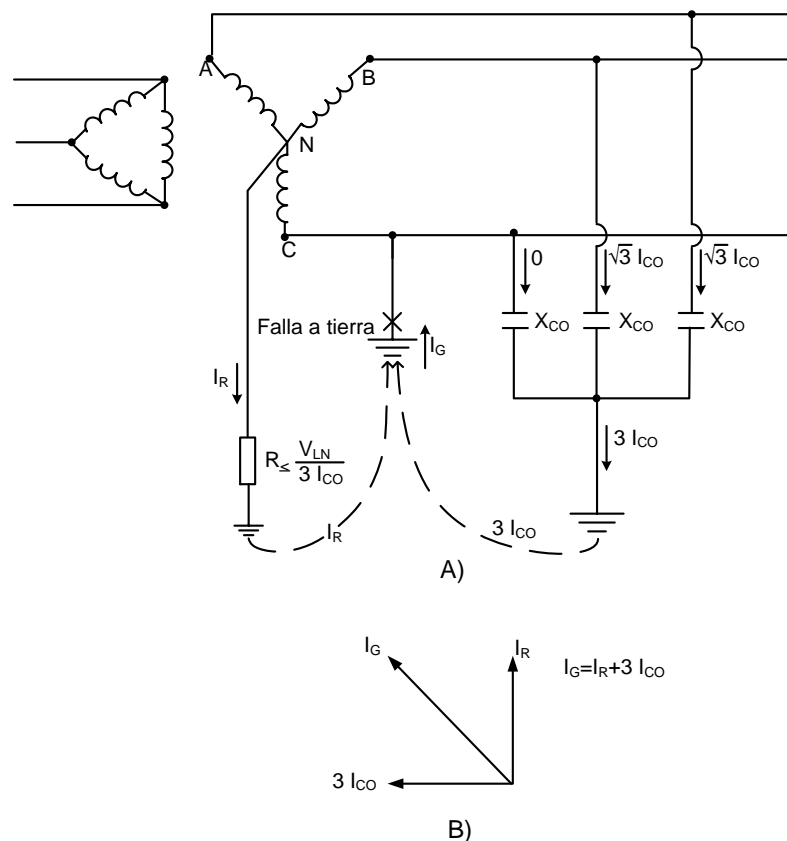 A
B
N
C
0
√3 I_CO
√3 I_CO
Falla a tierra
I_G
X_CO
X_CO
X_CO
I_R
R ≤ V_LN / 3 I_CO
3 I_CO
I_R
3 I_CO
A)
I_G
I_R
I_G=I_R+3 I_CO
3 I_CO
B)